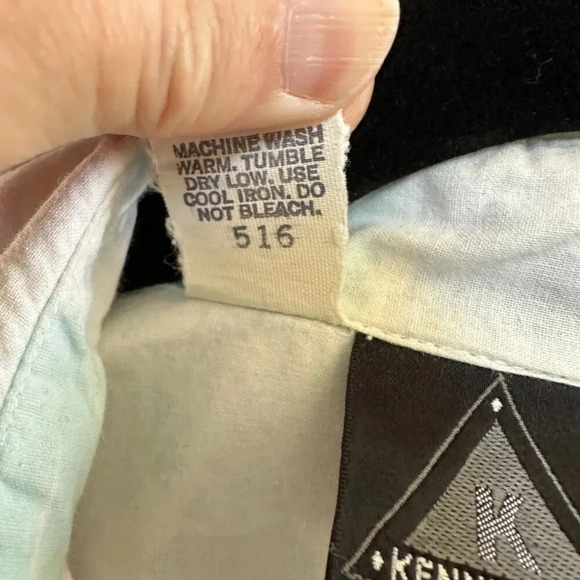 MACHINE WASH
WARM. TUMBLE
DRY LOW. USE
COOL IRON. DO
NOT BLEACH.
516
K